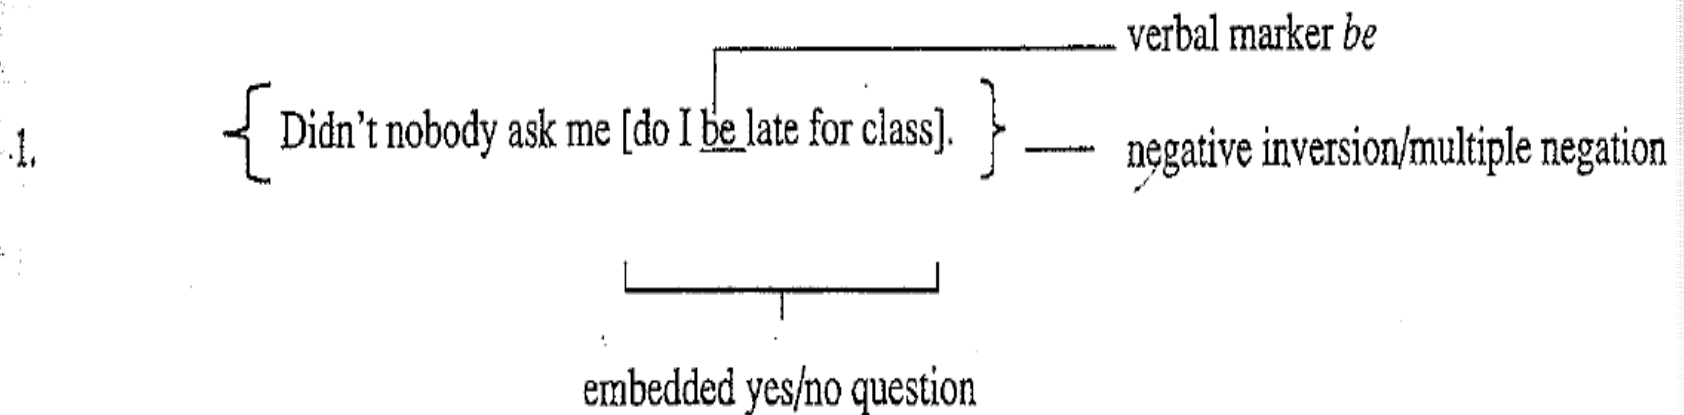 verbal marker be
1. Didn't nobody ask me [do I be late for class].
negative inversion/multiple negation
embedded yes/no question